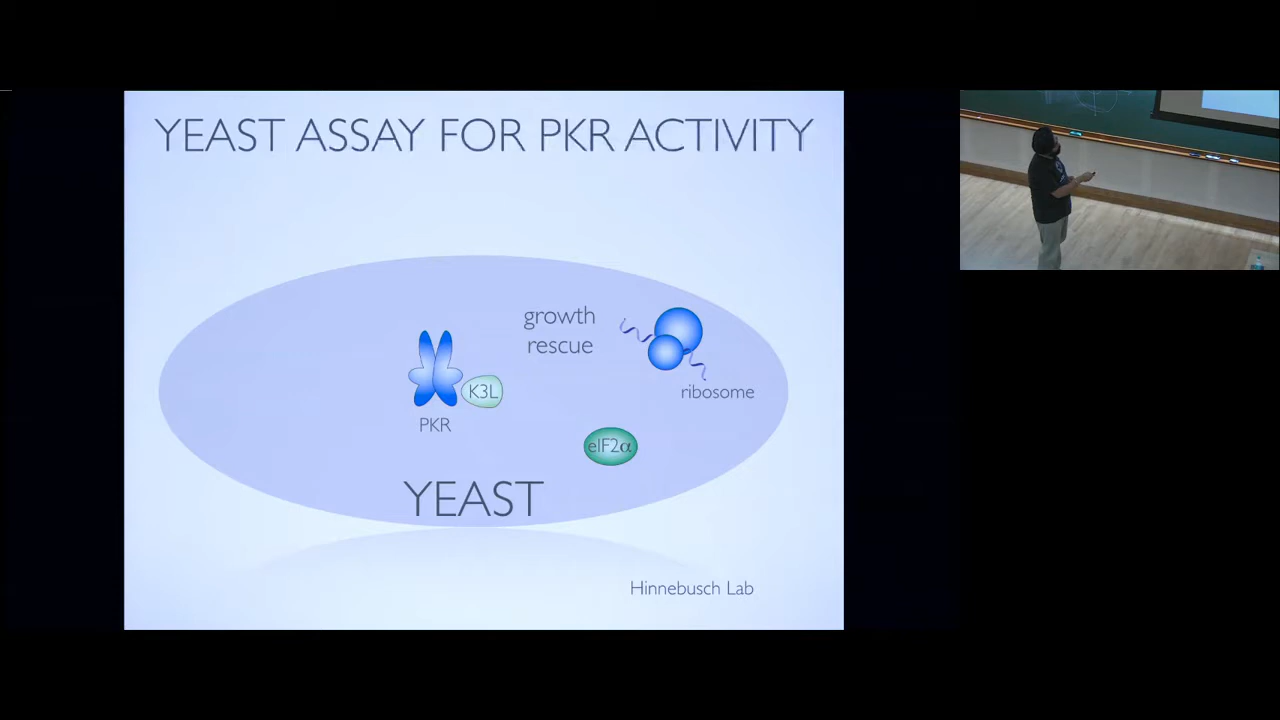 YEAST ASSAY FOR PKR ACTIVITY
growth
rescue
ribosome
K3L
PKR
eIF2α
YEAST
Hinnebusch Lab